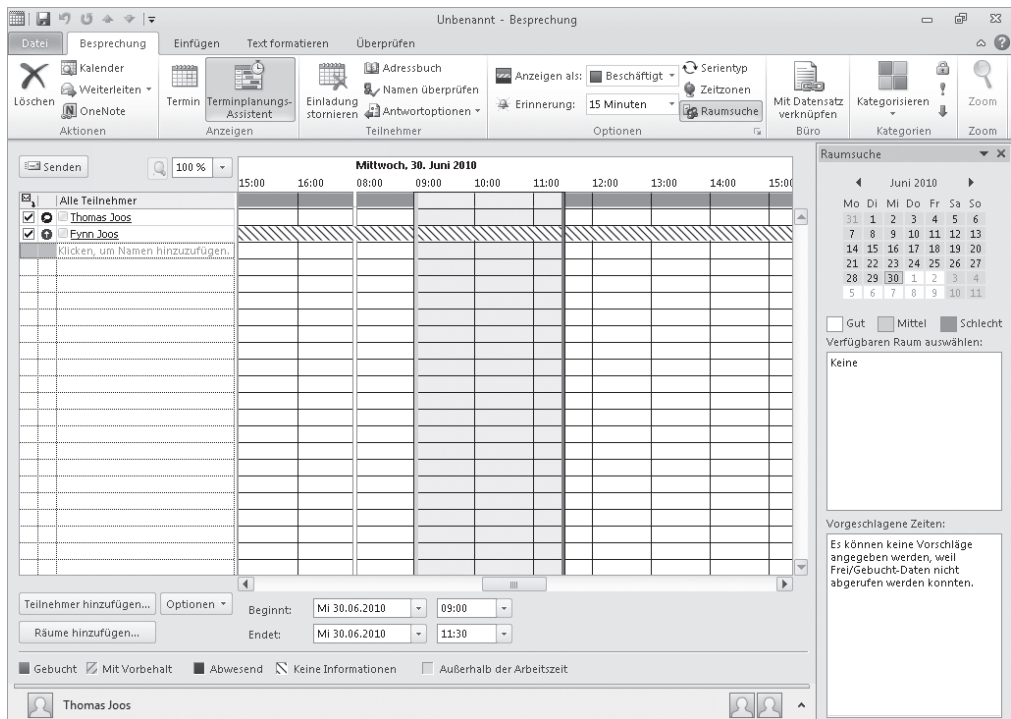 Unbenannt - Besprechung
Datei Besprechung Einfügen Text formatieren Überprüfen
Löschen
Kalender
Weiterleiten
OneNote
Aktionen
Termin
Terminplanungs-
Assistent
Anzeigen
Einladung
stornieren
Adressbuch
Namen überprüfen
Antwortoptionen
Teilnehmer
Anzeigen als: Beschäftigt
Erinnerung: 15 Minuten
Serientyp
Zeitzonen
Raumsuche
Optionen
Mit Datensatz
verknüpfen
Büro
Kategorisieren
Kategorien
Zoom
Zoom
Senden
100 %
Mittwoch, 30. Juni 2010
15:00 16:00 08:00 09:00 10:00 11:00 12:00 13:00 14:00 15:00
Alle Teilnehmer
Thomas Joos
Fynn Joos
Klicken, um Namen hinzuzufügen.
Teilnehmer hinzufügen... Optionen
Räume hinzufügen...
Beginnt: Mi 30.06.2010 09:00
Endet: Mi 30.06.2010 11:30
Gebucht Mit Vorbehalt Abwesend Keine Informationen Außerhalb der Arbeitszeit
Thomas Joos
Raumsuche
Juni 2010
Mo Di Mi Do Fr Sa So
31 1 2 3 4 5 6
7 8 9 10 11 12 13
14 15 16 17 18 19 20
21 22 23 24 25 26 27
28 29 30 1 2 3 4
5 6 7 8 9 10 11
Gut Mittel Schlecht
Verfügbaren Raum auswählen:
Keine
Vorgeschlagene Zeiten:
Es können keine Vorschläge
angegeben werden, weil
Frei/Gebucht-Daten nicht
abgerufen werden konnten.